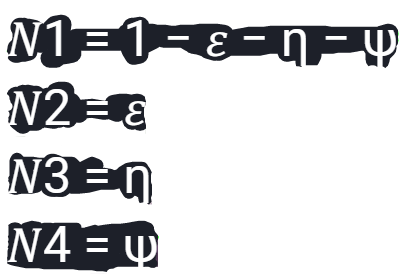 N1 = 1 − ε − η − ψ
N2 = ε
N3 = η
N4 = ψ